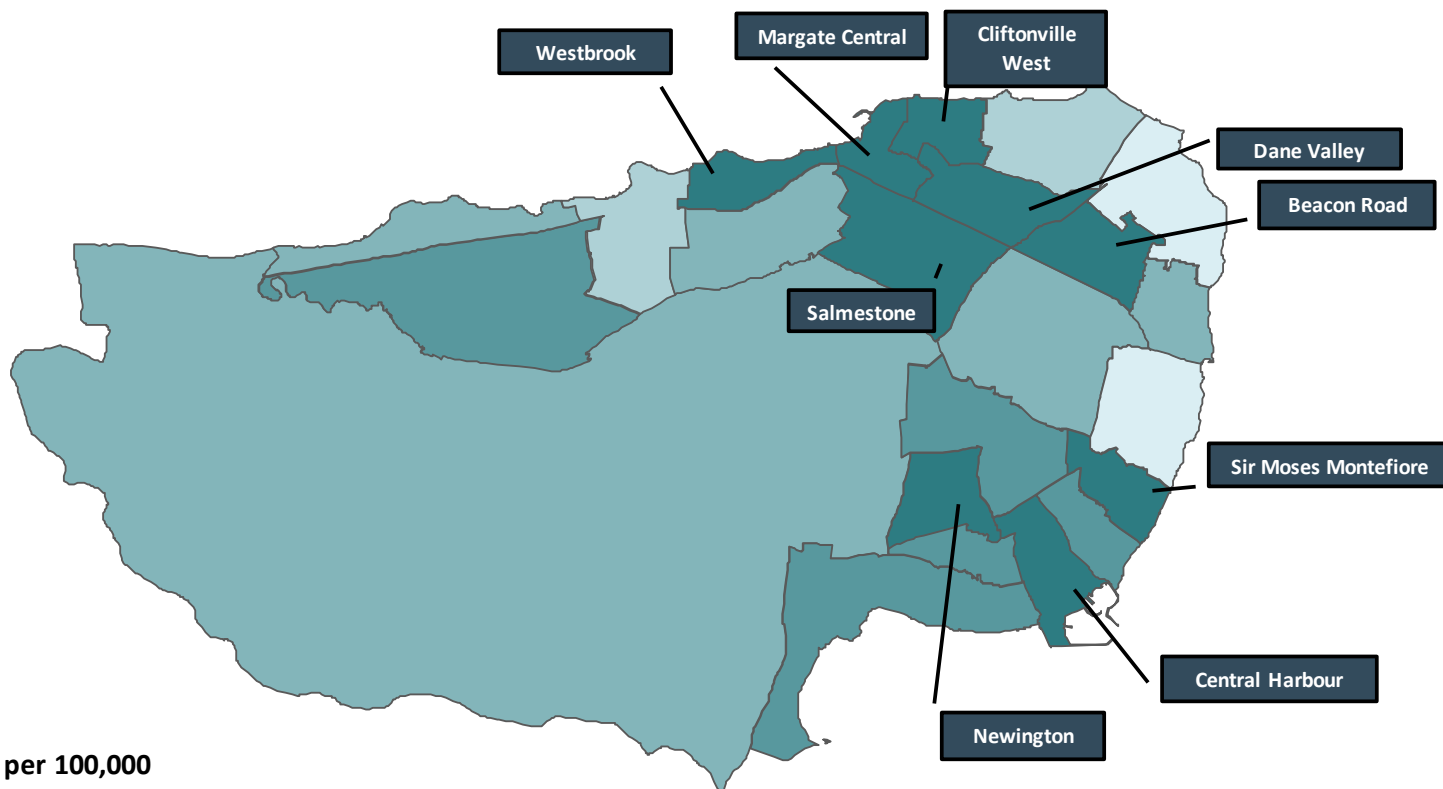 Westbrook
Margate Central
Cliftonville
West
Dane Valley
Beacon Road
Salmestone
Sir Moses Montefiore
Central Harbour
Newington
per 100,000